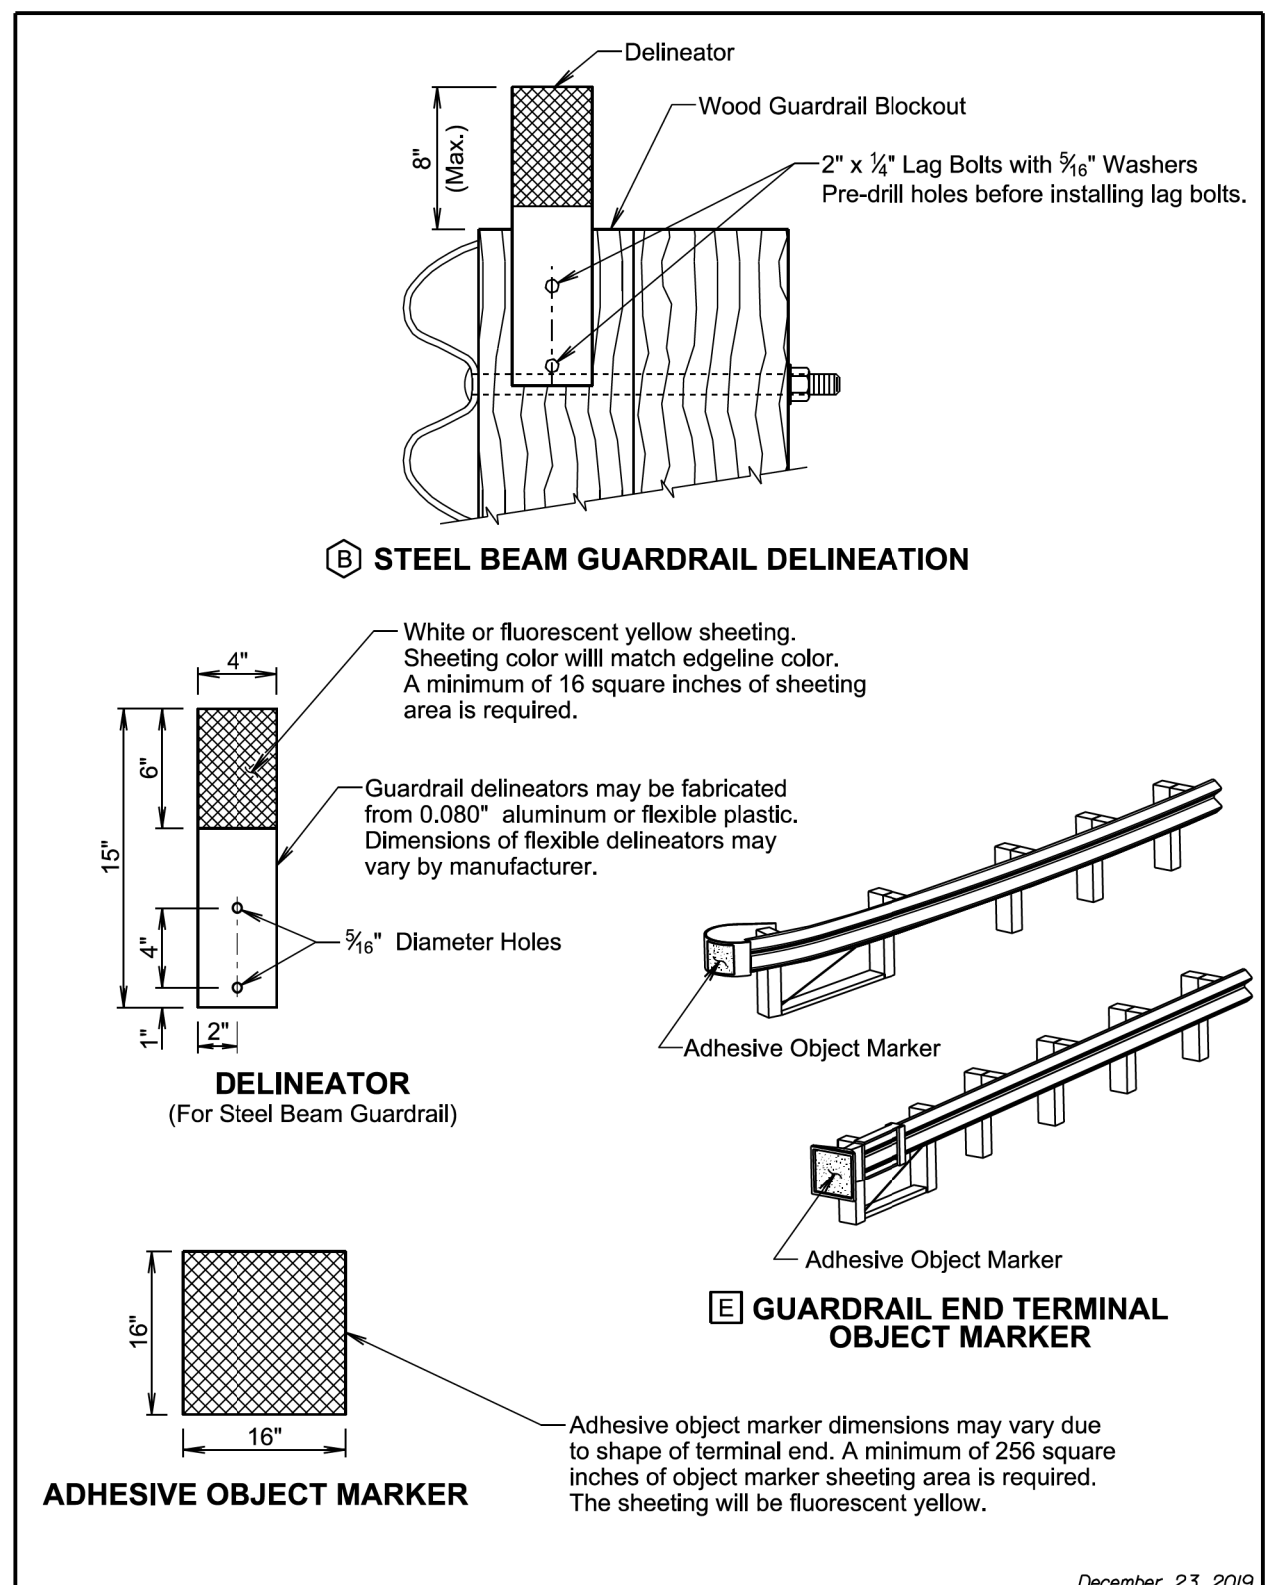 Delineator
Wood Guardrail Blockout
8"
(Max.)
2" x ¼" Lag Bolts with 5⁄16" Washers
Pre-drill holes before installing lag bolts.
B STEEL BEAM GUARDRAIL DELINEATION
White or fluorescent yellow sheeting.
Sheeting color willl match edgeline color.
A minimum of 16 square inches of sheeting
area is required.
4"
6"
15"
Guardrail delineators may be fabricated
from 0.080" aluminum or flexible plastic.
Dimensions of flexible delineators may
vary by manufacturer.
4"
5⁄16" Diameter Holes
1"
2"
DELINEATOR
(For Steel Beam Guardrail)
Adhesive Object Marker
Adhesive Object Marker
E GUARDRAIL END TERMINAL
OBJECT MARKER
16"
16"
ADHESIVE OBJECT MARKER
Adhesive object marker dimensions may vary due
to shape of terminal end. A minimum of 256 square
inches of object marker sheeting area is required.
The sheeting will be fluorescent yellow.
December 23, 2019